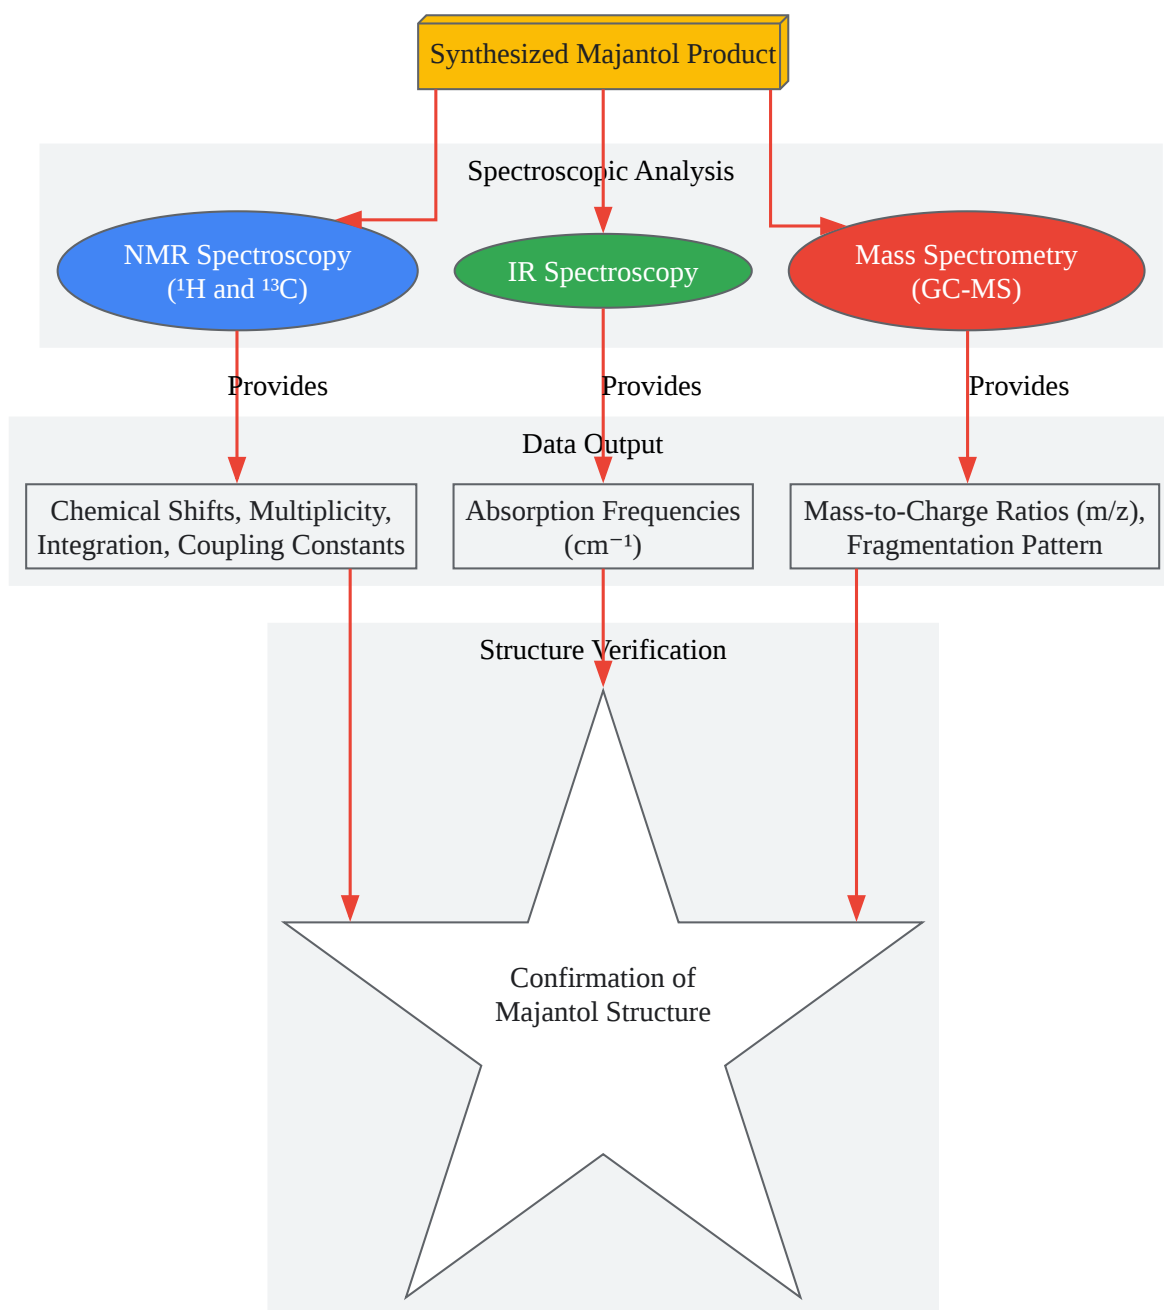 Synthesized Majantol Product
Spectroscopic Analysis
NMR Spectroscopy
(¹H and ¹³C)
IR Spectroscopy
Mass Spectrometry
(GC-MS)
Provides
Provides
Provides
Data Output
Chemical Shifts, Multiplicity,
Integration, Coupling Constants
Absorption Frequencies
(cm⁻¹)
Mass-to-Charge Ratios (m/z),
Fragmentation Pattern
Structure Verification
Confirmation of
Majantol Structure